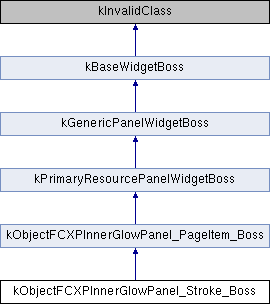 kInvalidClass
kBaseWidgetBoss
kGenericPanelWidgetBoss
kPrimaryResourcePanelWidgetBoss
kObjectFCXPInnerGlowPanel_PageItem_Boss
kObjectFCXPInnerGlowPanel_Stroke_Boss